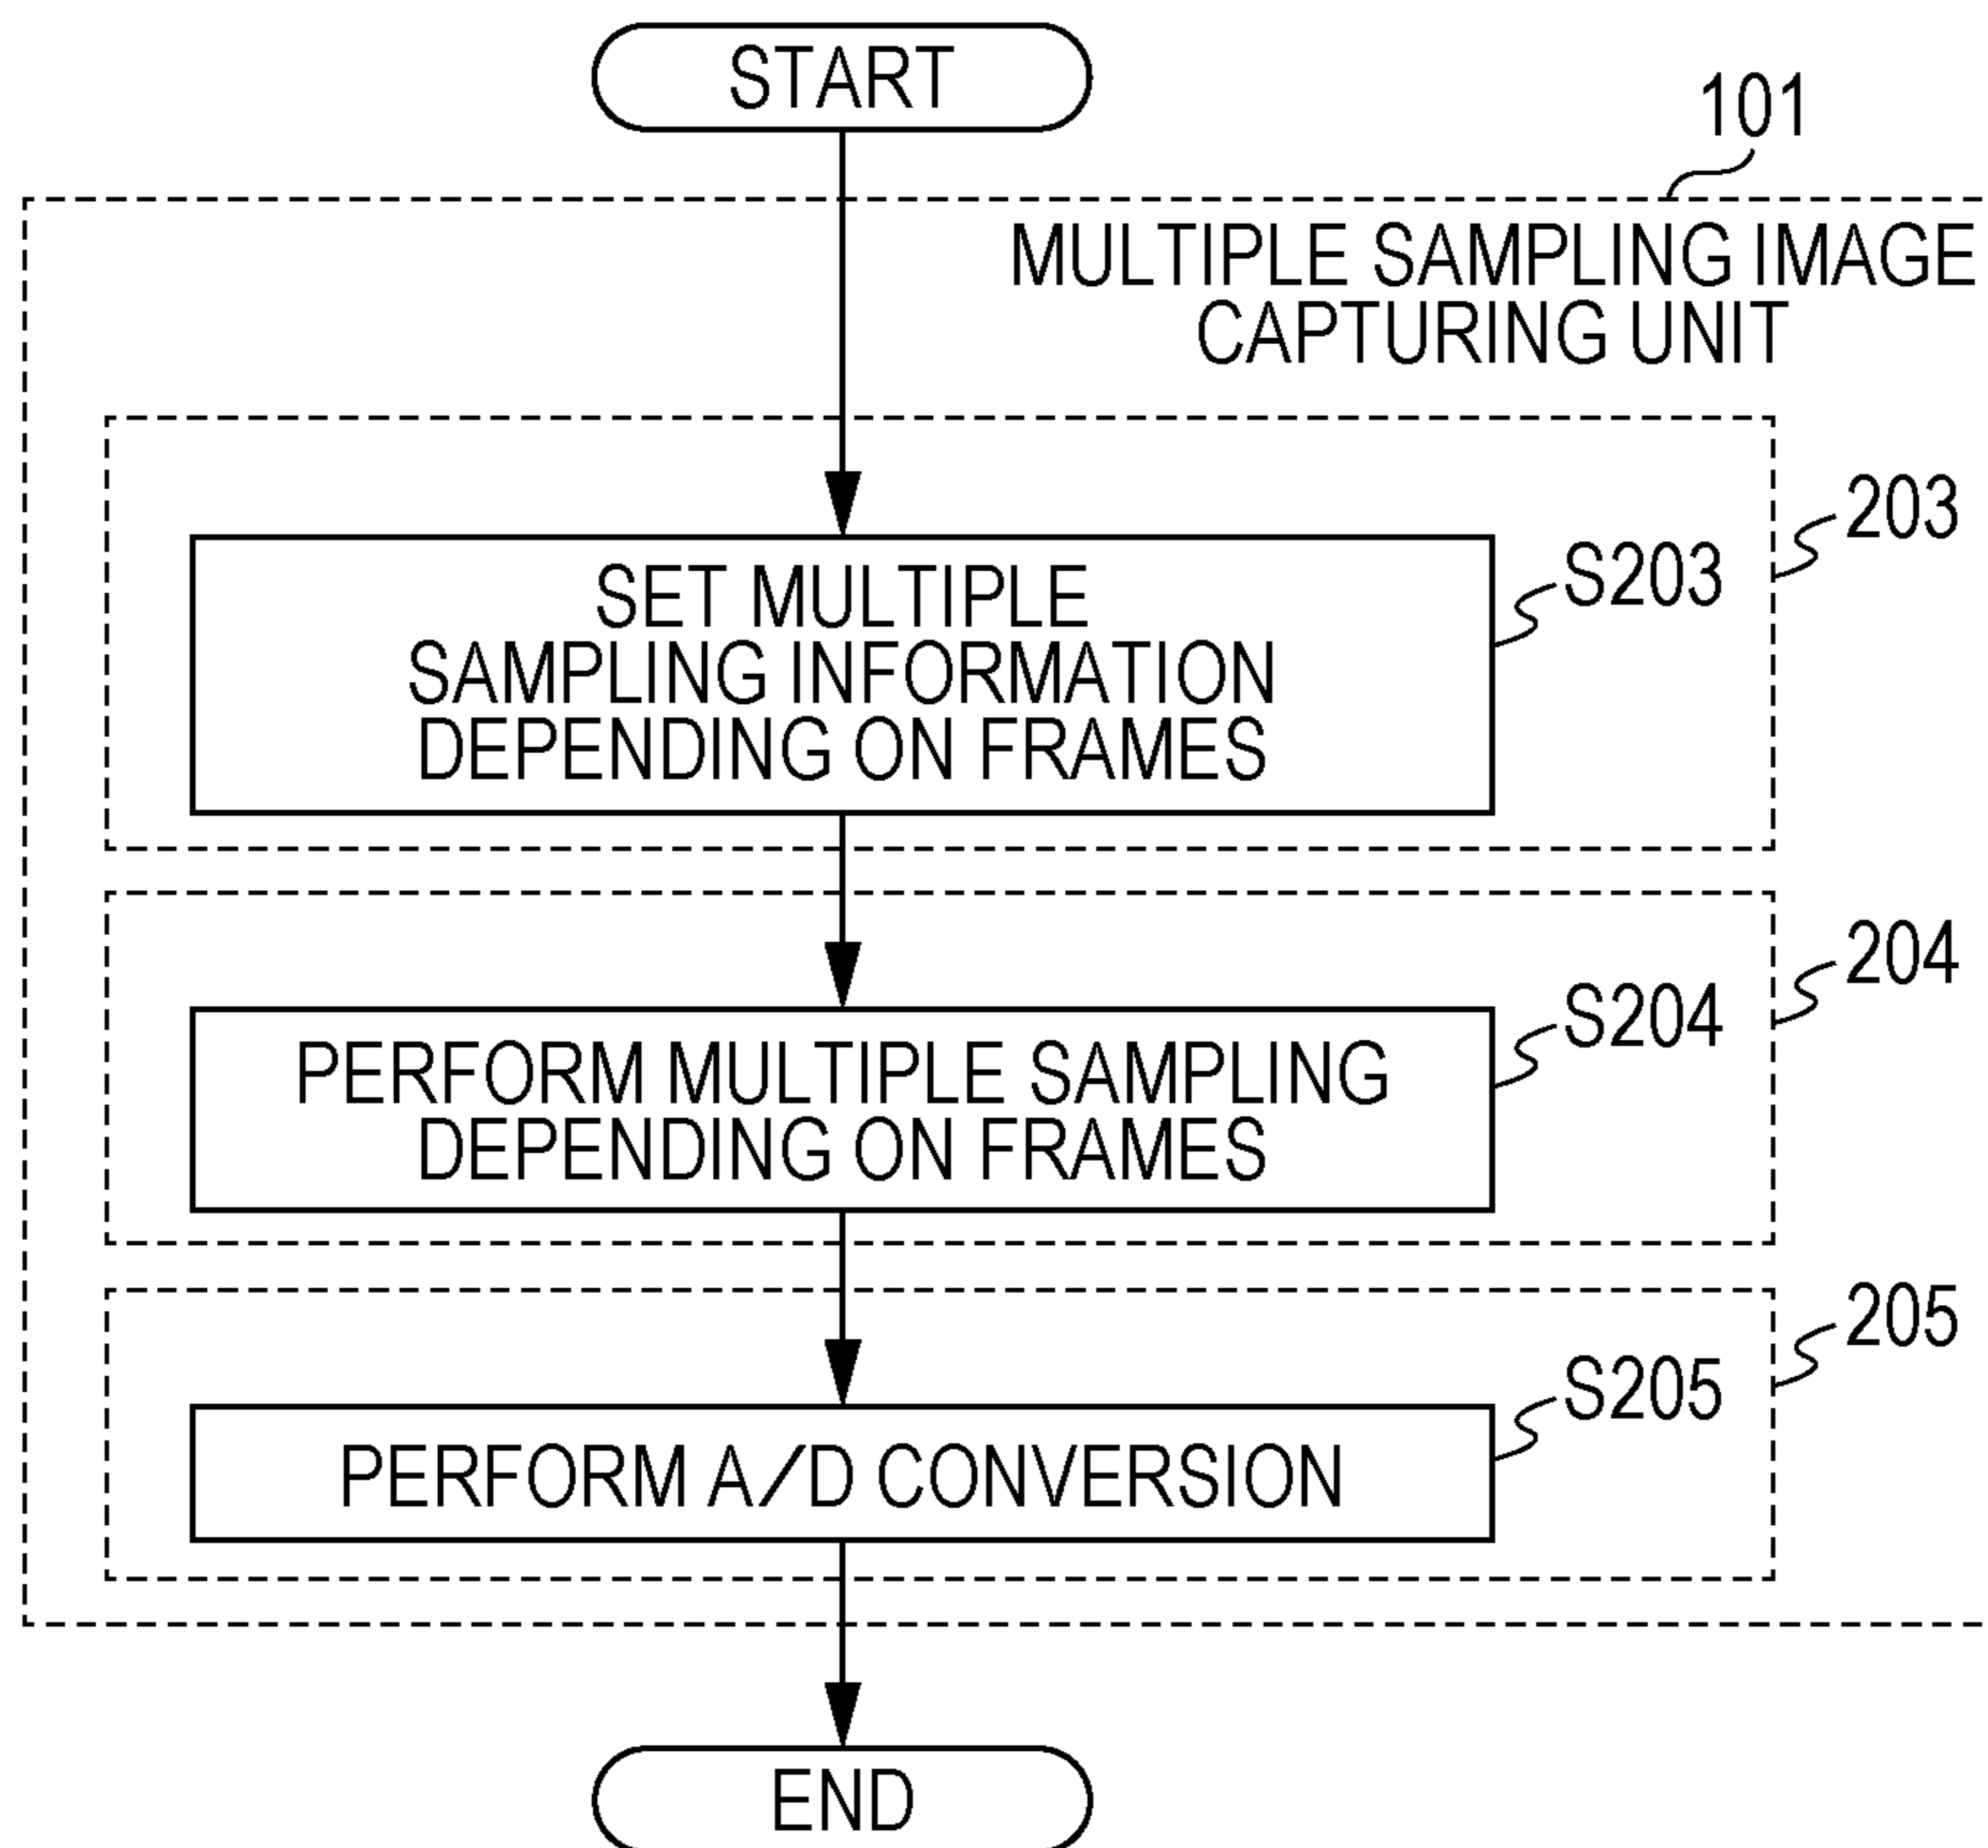 START
101
MULTIPLE SAMPLING IMAGE
CAPTURING UNIT
203
S203
SET MULTIPLE
SAMPLING INFORMATION
DEPENDING ON FRAMES
204
S204
PERFORM MULTIPLE SAMPLING
DEPENDING ON FRAMES
205
S205
PERFORM A/D CONVERSION
END